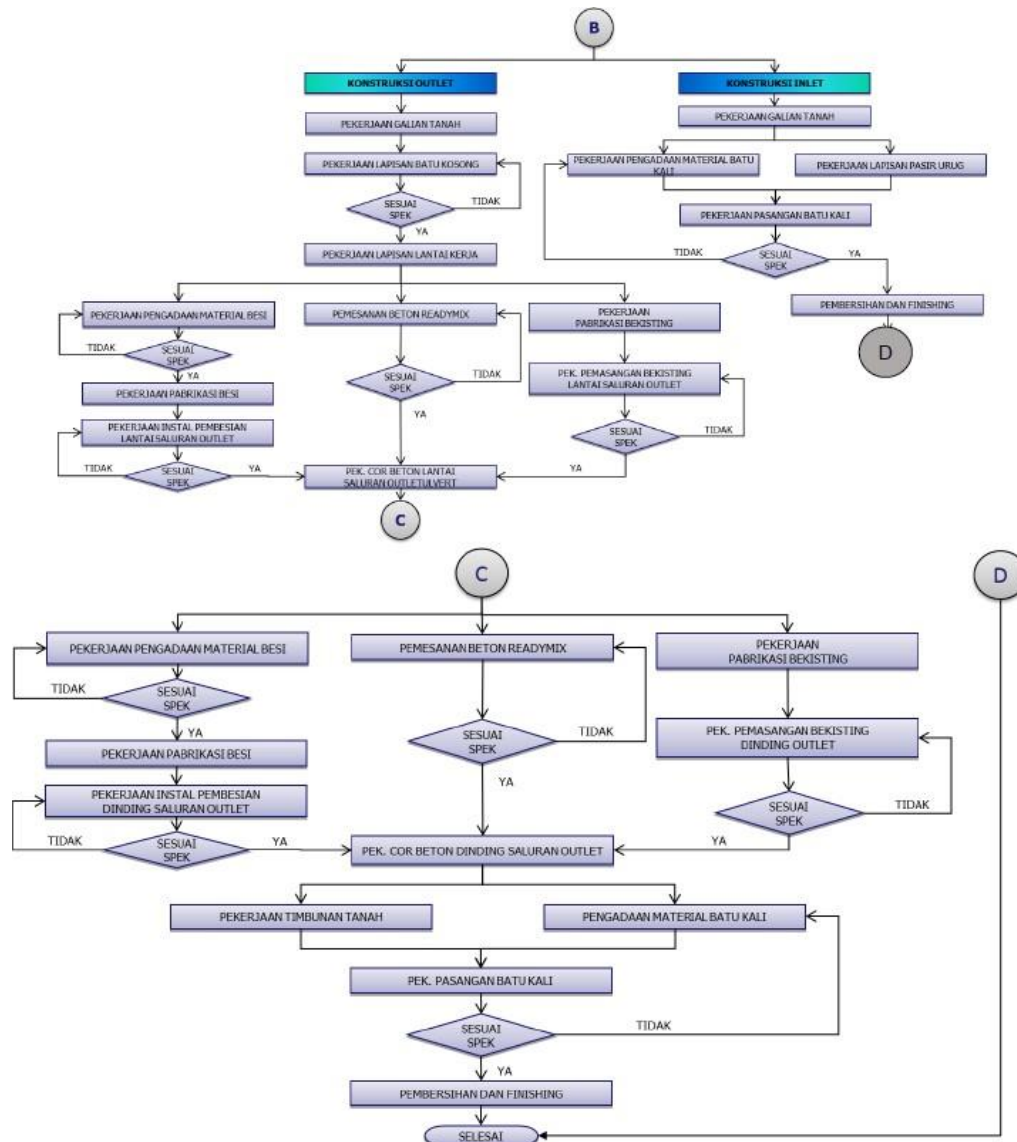 B
KONSTRUKSI OUTLET
KONSTRUKSI INLET
PEKERJAAN GALIAN TANAH
PEKERJAAN GALIAN TANAH
PEKERJAAN LAPISAN BATU KOSONG
PEKERJAAN PENGADAAN MATERIAL BATU
KALI
PEKERJAAN LAPISAN PASIR URUG
SESUAI
SPEK
TIDAK
YA
PEKERJAAN PASANGAN BATU KALI
PEKERJAAN LAPISAN LANTAI KERJA
TIDAK
SESUAI
SPEK
YA
PEKERJAAN PENGADAAN MATERIAL BESI
PEMESANAN BETON READYMIX
PEKERJAAN
PABRIKASI BEKISTING
PEMBERSIHAN DAN FINISHING
TIDAK
SESUAI
SPEK
YA
SESUAI
SPEK
TIDAK
YA
D
PEK. PEMASANGAN BEKISTING
LANTAI SALURAN OUTLET
PEKERJAAN PABRIKASI BESI
PEKERJAAN INSTAL PEMBESIAN
LANTAI SALURAN OUTLET
SESUAI
SPEK
TIDAK
YA
TIDAK
SESUAI
SPEK
YA
PEK. COR BETON LANTAI
SALURAN OUTLETULVERT
C
C
D
PEKERJAAN PENGADAAN MATERIAL BESI
PEMESANAN BETON READYMIX
PEKERJAAN
PABRIKASI BEKISTING
TIDAK
SESUAI
SPEK
YA
SESUAI
SPEK
TIDAK
YA
PEK. PEMASANGAN BEKISTING
DINDING OUTLET
PEKERJAAN PABRIKASI BESI
PEKERJAAN INSTAL PEMBESIAN
DINDING SALURAN OUTLET
SESUAI
SPEK
TIDAK
YA
TIDAK
SESUAI
SPEK
YA
PEK. COR BETON DINDING SALURAN OUTLET
PEKERJAAN TIMBUNAN TANAH
PENGADAAN MATERIAL BATU KALI
PEK. PASANGAN BATU KALI
SESUAI
SPEK
TIDAK
YA
PEMBERSIHAN DAN FINISHING
SELESAI